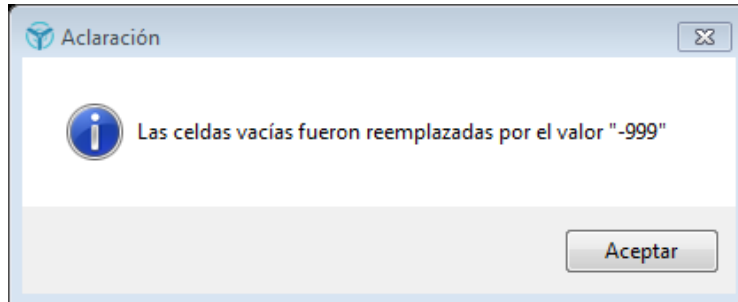 Aclaración
Las celdas vacías fueron reemplazadas por el valor "-999"
Aceptar